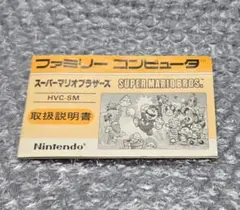 ファミリーコンピュータ
スーパーマリオブラザーズ
SUPER MARIO BROS.
HVC-SM
取扱説明書
Nintendo